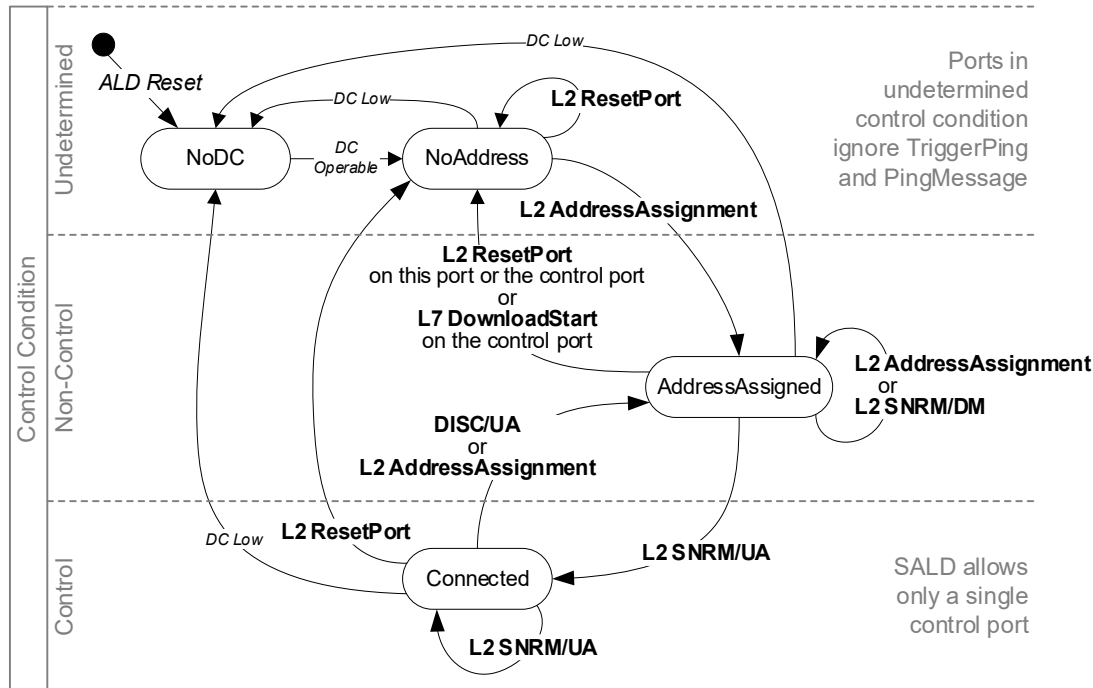 Control Condition
Undetermined
Non-Control
Control
ALD Reset
DC Low
DC Low
L2 ResetPort
Ports in
undetermined
control condition
ignore TriggerPing
and PingMessage
NoDC
DC
Operable
NoAddress
L2 AddressAssignment
L2 ResetPort
on this port or the control port
or
L7 DownloadStart
on the control port
AddressAssigned
L2 AddressAssignment
or
L2 SNRM/DM
DISC/UA
or
L2 AddressAssignment
DC Low
L2 ResetPort
L2 SNRM/UA
Connected
L2 SNRM/UA
SALD allows
only a single
control port